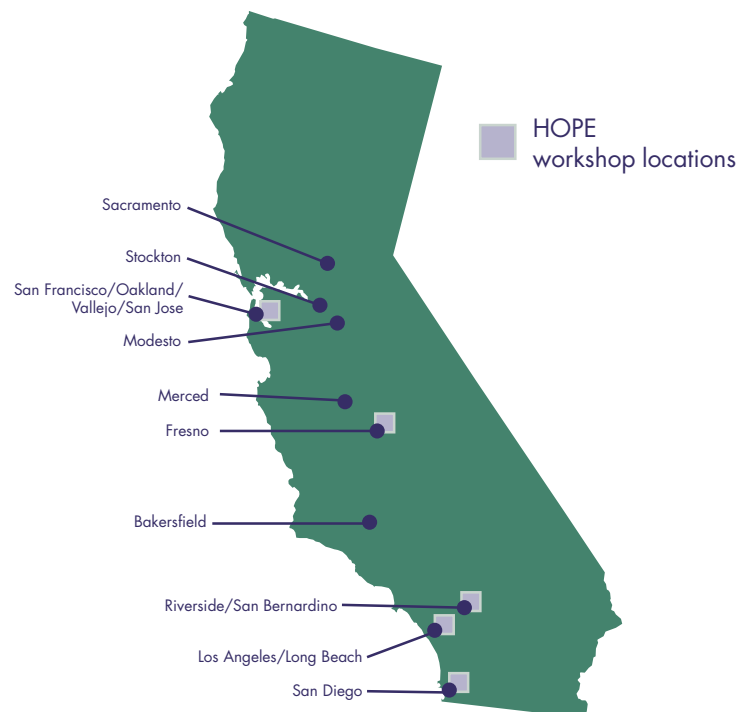 HOPE
workshop locations
Sacramento
Stockton
San Francisco/Oakland/
Vallejo/San Jose
Modesto
Merced
Fresno
Bakersfield
Riverside/San Bernardino
Los Angeles/Long Beach
San Diego